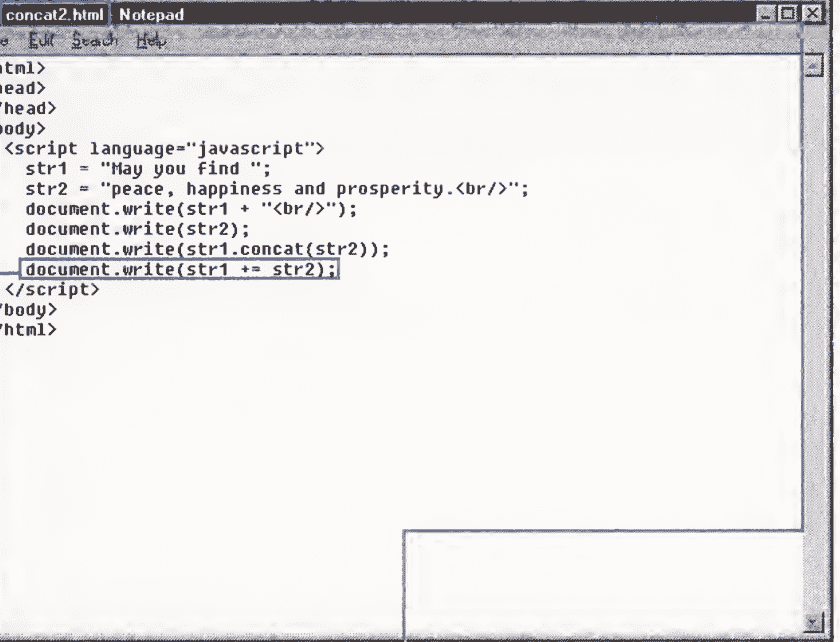 concat2.html - Notepad
Edit Search Help
html>
head>
/head>
body>
<script language="javascript">
str1 = "May you find ";
str2 = "peace, happiness and prosperity.<br/>";
document.write(str1 + "<br/>");
document.write(str2);
document.write(str1.concat(str2));
document.write(str1 += str2);
</script>
/body>
/html>